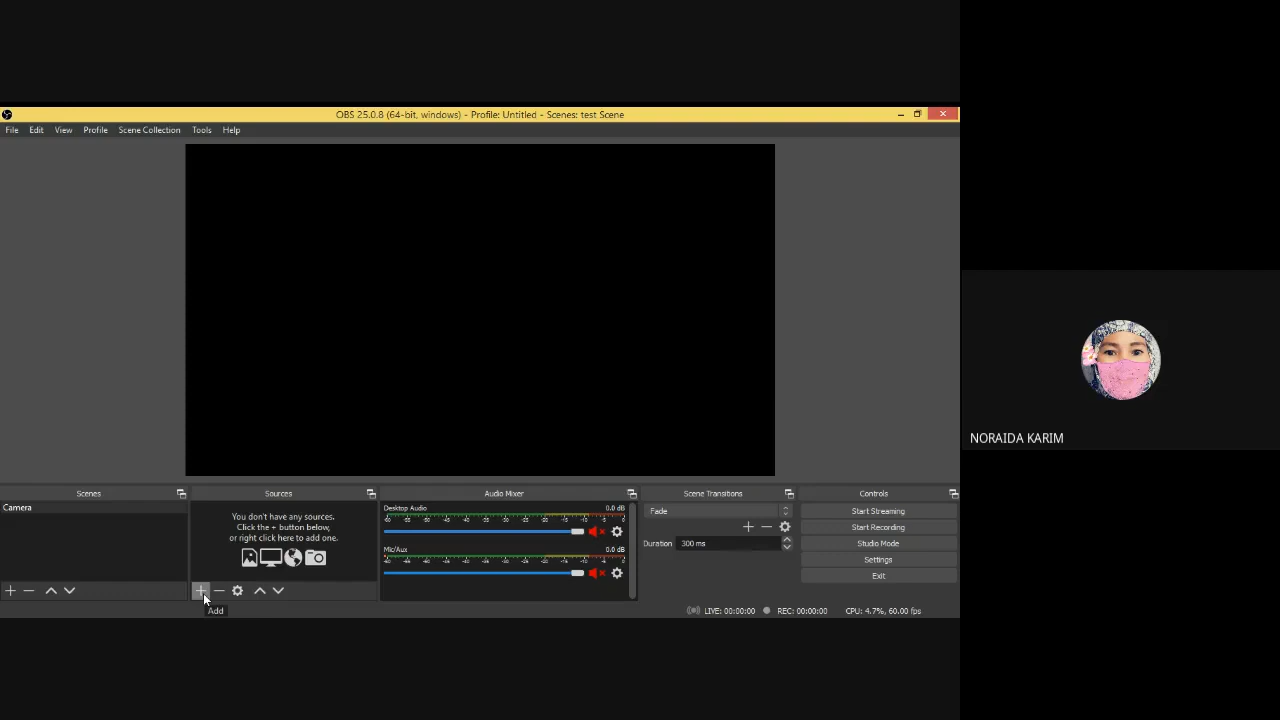 OBS 25.0.8 (64-bit, windows) - Profile: Untitled - Scenes: test Scene
File Edit View Profile Scene Collection Tools Help
Scenes
Camera
Sources
You don't have any sources.
Click the + button below,
or right click here to add one.
Add
Audio Mixer
Desktop Audio 0.0 dB
Mic/Aux 0.0 dB
Scene Transitions
Fade
Duration 300 ms
Controls
Start Streaming
Start Recording
Studio Mode
Settings
Exit
LIVE: 00:00:00 REC: 00:00:00 CPU: 4.7%, 60.00 fps
NORAIDA KARIM